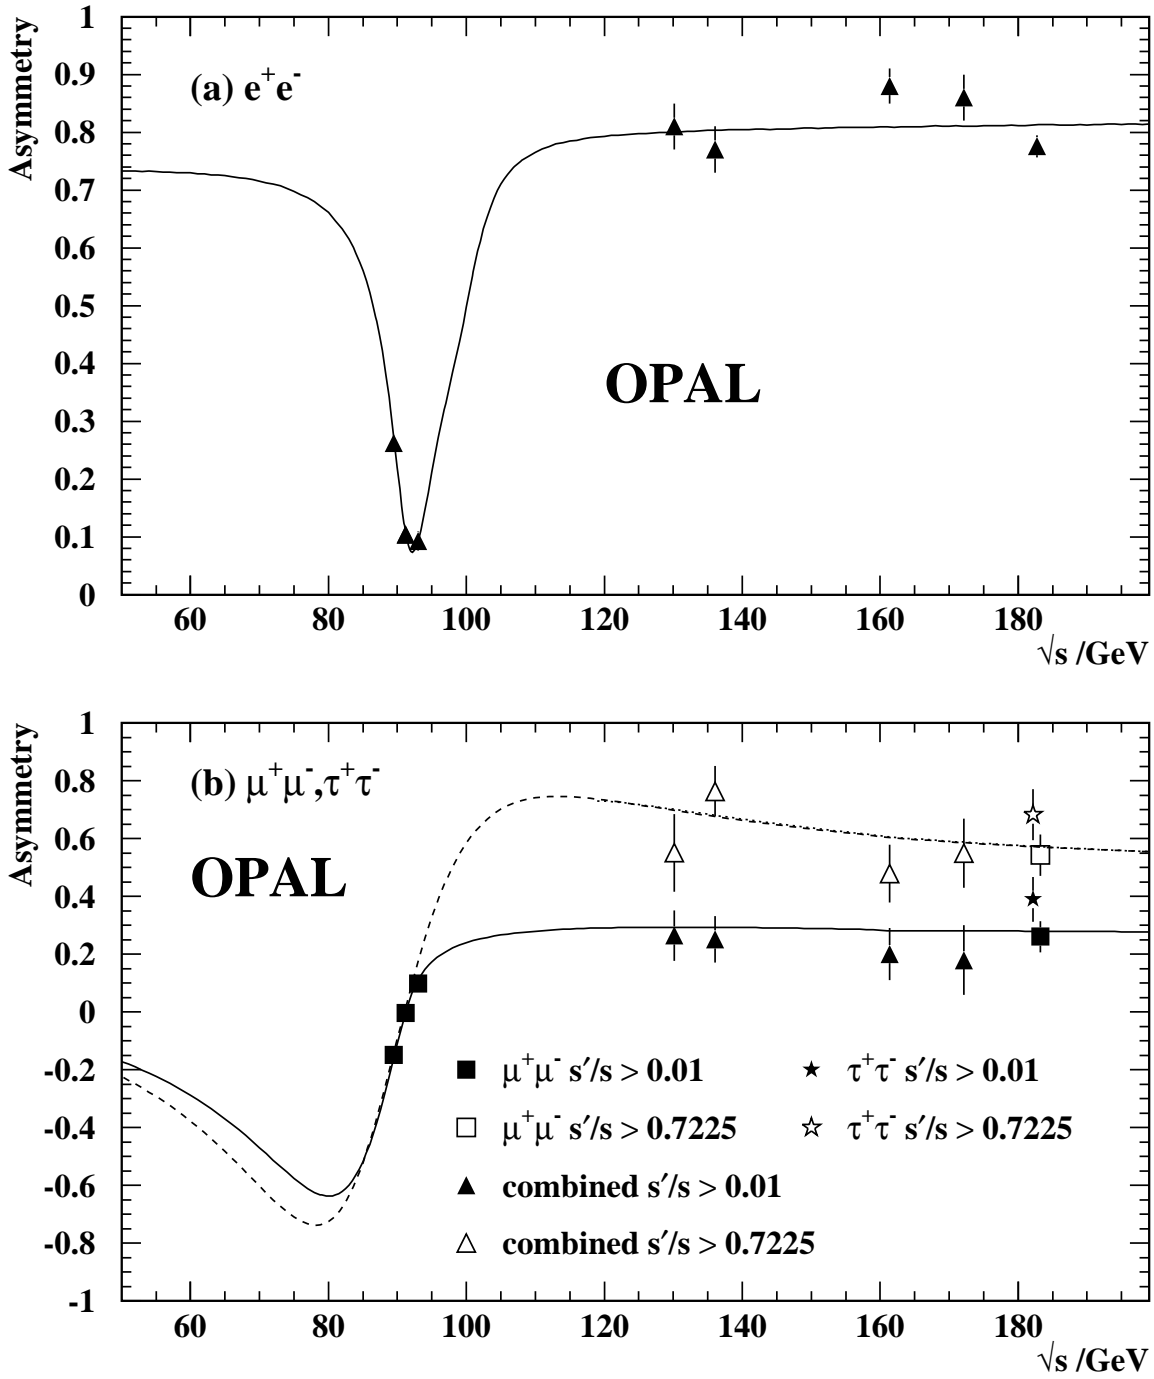 Asymmetry
1
0.9
0.8
0.7
0.6
0.5
0.4
0.3
0.2
0.1
0
(a) e⁺e⁻
OPAL
60 80 100 120 140 160 180
√s /GeV
Asymmetry
1
0.8
0.6
0.4
0.2
0
-0.2
-0.4
-0.6
-0.8
-1
(b) μ⁺μ⁻,τ⁺τ⁻
OPAL
μ⁺μ⁻ s′/s > 0.01
τ⁺τ⁻ s′/s > 0.01
μ⁺μ⁻ s′/s > 0.7225
τ⁺τ⁻ s′/s > 0.7225
combined s′/s > 0.01
combined s′/s > 0.7225
60 80 100 120 140 160 180
√s /GeV